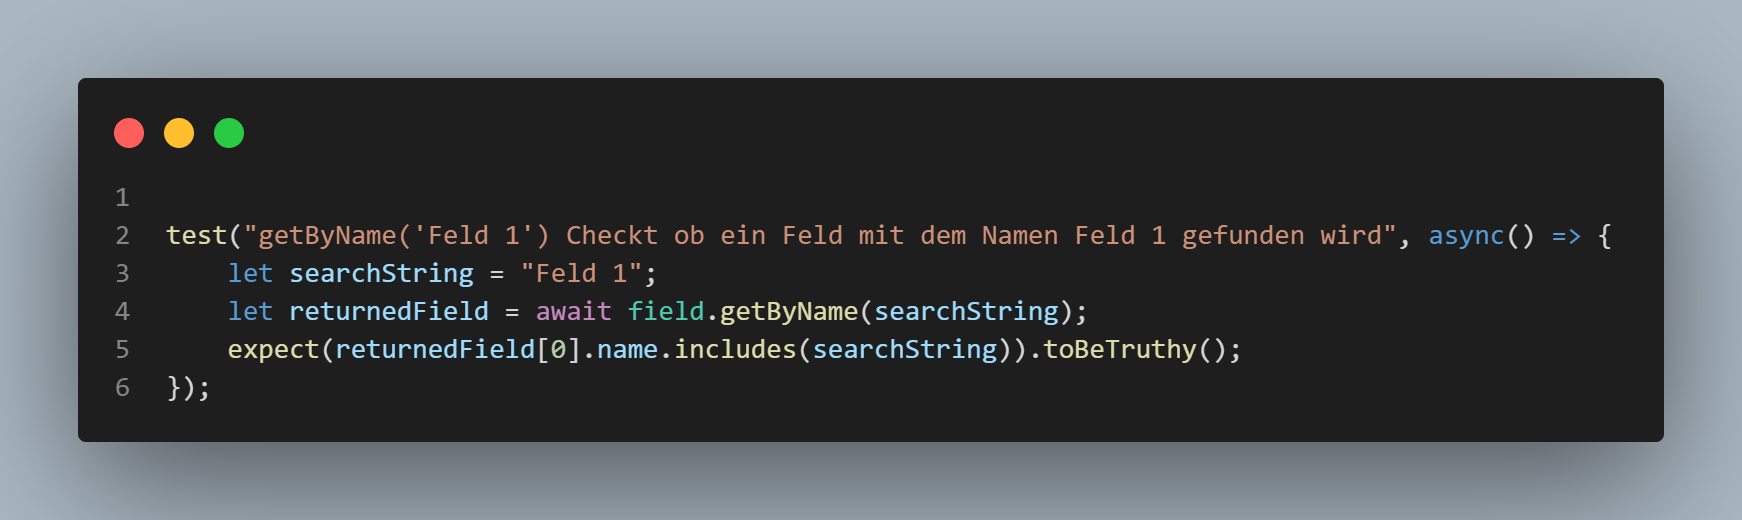 1
2 test("getByName('Feld 1') Checkt ob ein Feld mit dem Namen Feld 1 gefunden wird", async() => {
3     let searchString = "Feld 1";
4     let returnedField = await field.getByName(searchString);
5     expect(returnedField[0].name.includes(searchString)).toBeTruthy();
6 });